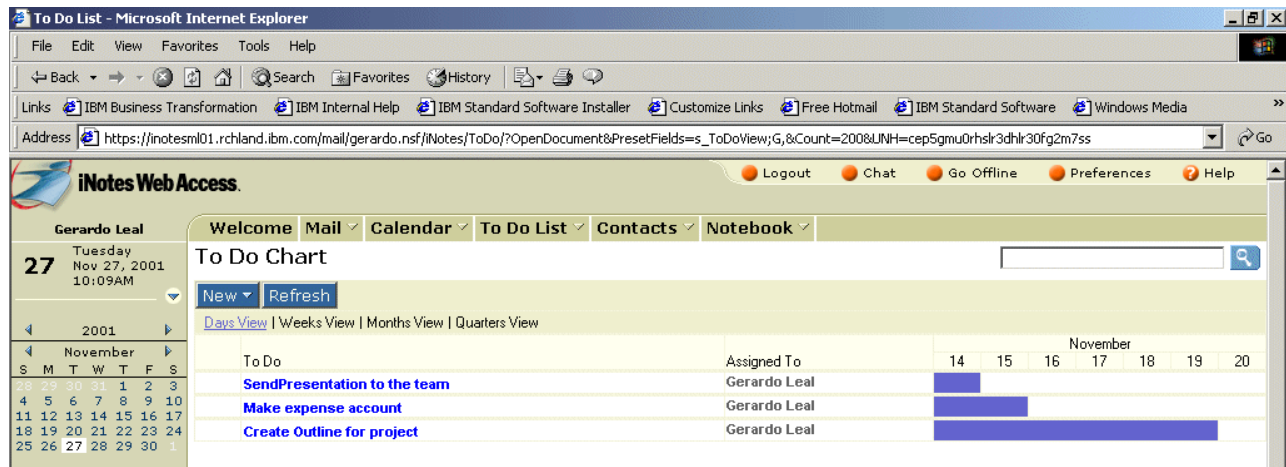 To Do List - Microsoft Internet Explorer
File Edit View Favorites Tools Help
Back Search Favorites History
Links IBM Business Transformation IBM Internal Help IBM Standard Software Installer Customize Links Free Hotmail IBM Standard Software Windows Media »
Address https://inotesml01.rchland.ibm.com/mail/gerardo.nsf/iNotes/ToDo/?OpenDocument&PresetFields=s_ToDoView;G,&Count=200&UNH=cep5gmu0rhslr3dhlr30fg2m7ss Go
iNotes Web Access. Logout Chat Go Offline Preferences Help
Gerardo Leal Welcome Mail Calendar To Do List Contacts Notebook
27 Tuesday
Nov 27, 2001
10:09AM
To Do Chart
New Refresh
Days View | Weeks View | Months View | Quarters View
2001
November
S M T W T F S
28 29 30 31 1 2 3
4 5 6 7 8 9 10
11 12 13 14 15 16 17
18 19 20 21 22 23 24
25 26 27 28 29 30 1
November
To Do Assigned To 14 15 16 17 18 19 20
SendPresentation to the team Gerardo Leal
Make expense account Gerardo Leal
Create Outline for project Gerardo Leal